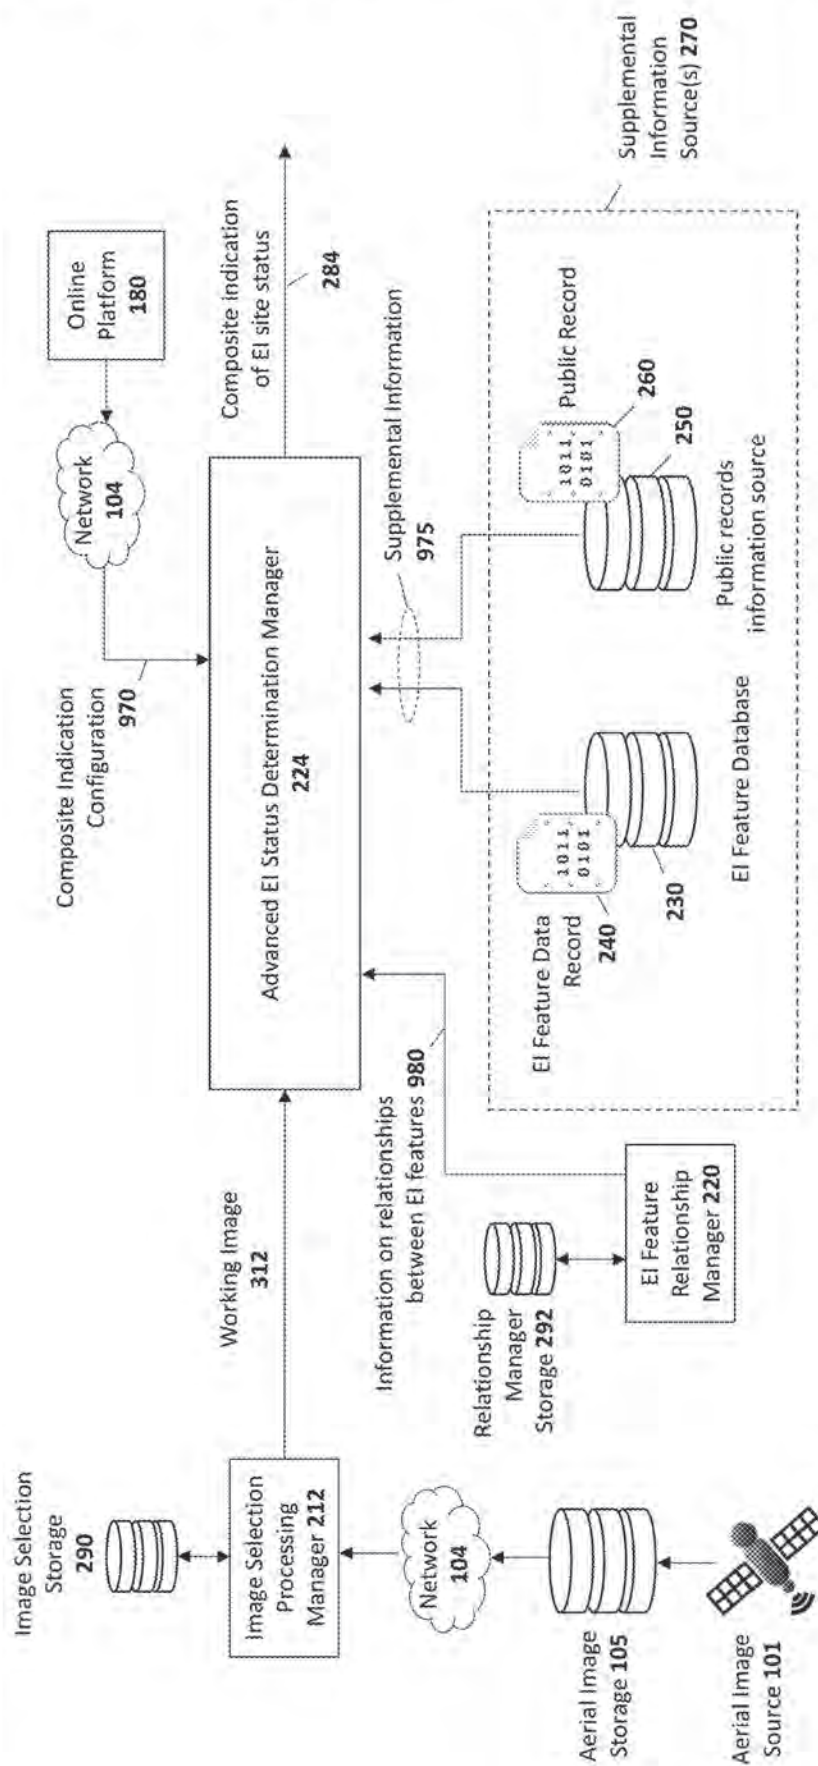 Image Selection
Storage
290
Image Selection
Processing
Manager 212
Network
104
Aerial Image
Storage 105
Aerial Image
Source 101
Working Image
312
Information on relationships
between EI features 980
Relationship
Manager
Storage 292
EI Feature
Relationship
Manager 220
Composite Indication
Configuration
970
Network
104
Online
Platform
180
Advanced EI Status Determination Manager
224
Composite indication
of EI site status
284
Supplemental Information
975
EI Feature Data
Record
240
1011
0101
230
EI Feature Database
Public Record
260
1011
0101
250
Public records
information source
Supplemental
Information
Source(s) 270